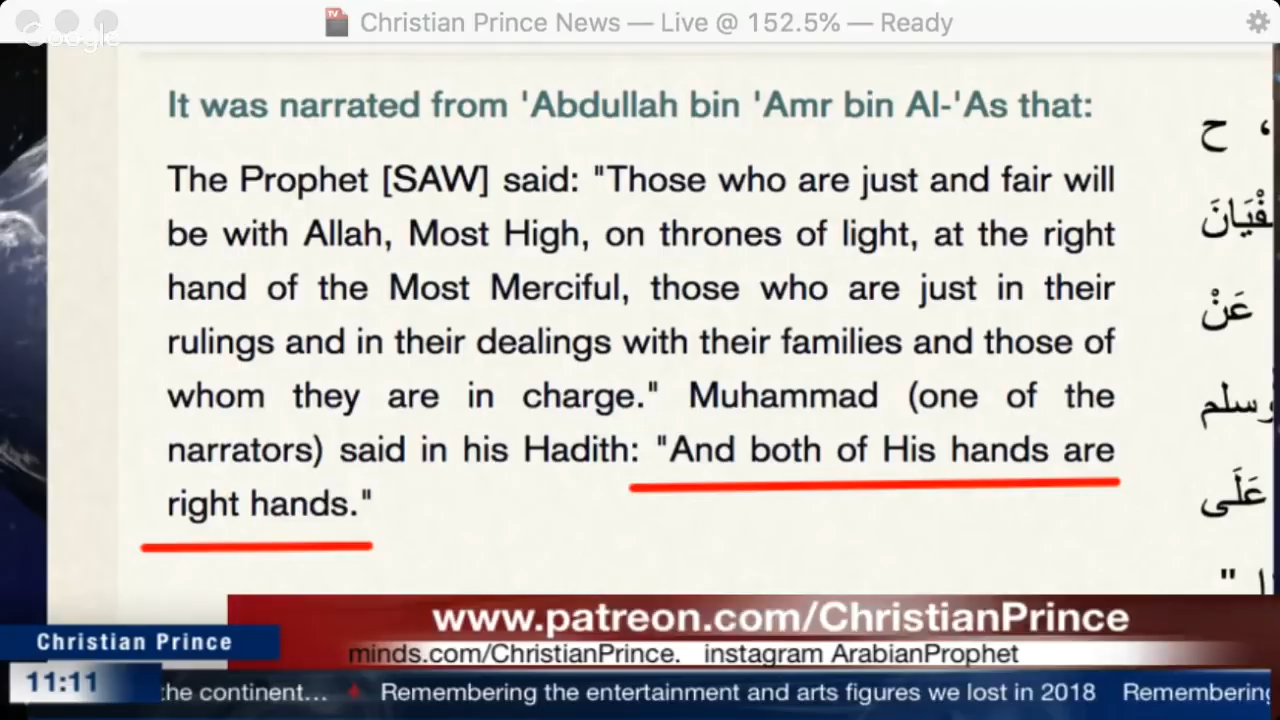 Christian Prince News — Live @ 152.5% — Ready
Google
It was narrated from 'Abdullah bin 'Amr bin Al-'As that:
The Prophet [SAW] said: "Those who are just and fair will
be with Allah, Most High, on thrones of light, at the right
hand of the Most Merciful, those who are just in their
rulings and in their dealings with their families and those of
whom they are in charge." Muhammad (one of the
narrators) said in his Hadith: "And both of His hands are
right hands."
، ح
عَنْ
وسلم
عَلَى
"
www.patreon.com/ChristianPrince
Christian Prince
minds.com/ChristianPrince. instagram ArabianProphet
11:11
the continent... Remembering the entertainment and arts figures we lost in 2018 Remembering